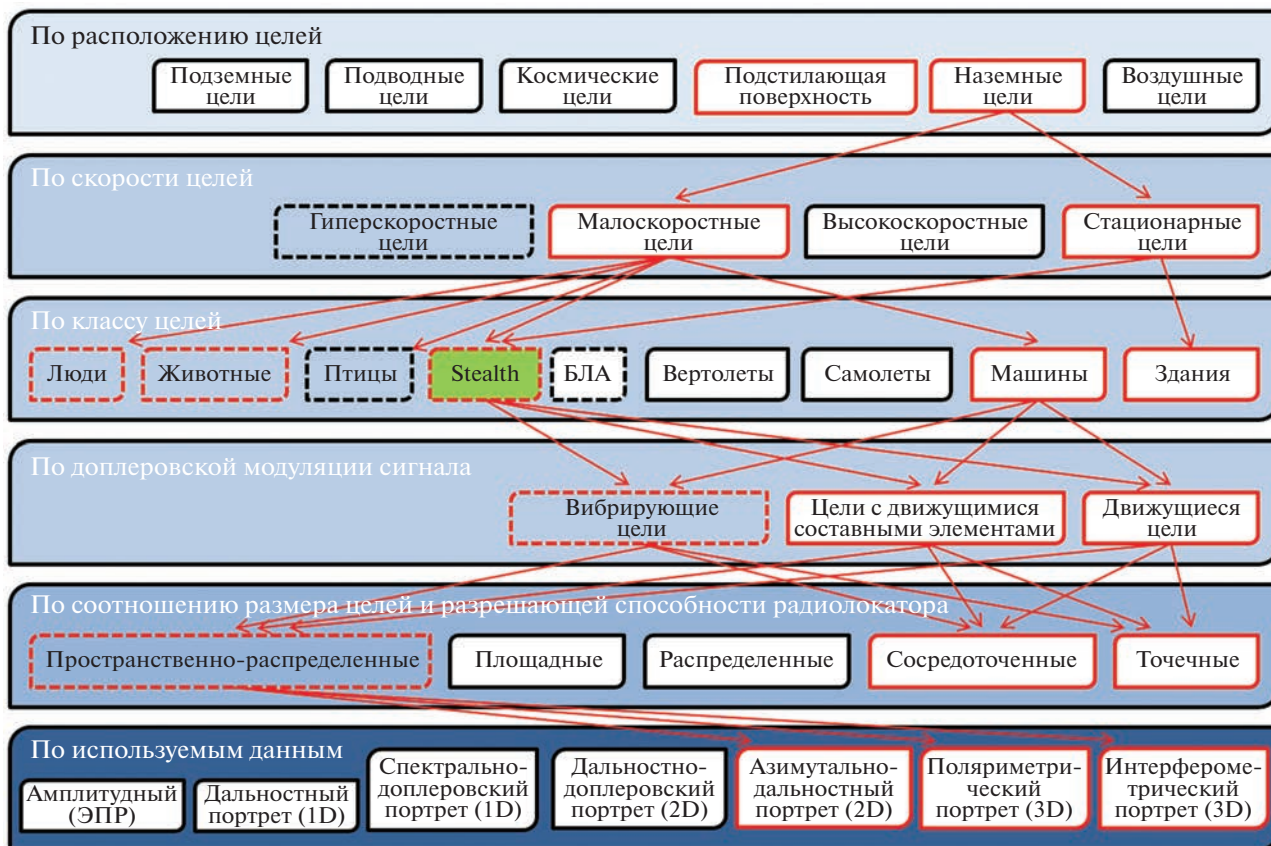 По расположению целей
Подземные
цели
Подводные
цели
Космические
цели
Подстилающая
поверхность
Наземные
цели
Воздушные
цели
По скорости целей
Гиперскоростные
цели
Малоскоростные
цели
Высокоскоростные
цели
Стационарные
цели
По классу целей
Люди
Животные
Птицы
Stealth
БЛА
Вертолеты
Самолеты
Машины
Здания
По доплеровской модуляции сигнала
Вибрирующие
цели
Цели с движущимися
составными элементами
Движущиеся
цели
По соотношению размера целей и разрешающей способности радиолокатора
Пространственно-распределенные
Площадные
Распределенные
Сосредоточенные
Точечные
По используемым данным
Амплитудный
(ЭПР)
Дальностный
портрет (1D)
Спектрально-
доплеровский
портрет (1D)
Дальностно-
доплеровский
портрет (2D)
Азимутально-
дальностный
портрет (2D)
Поляриметри-
ческий
портрет (3D)
Интерфероме-
трический
портрет (3D)